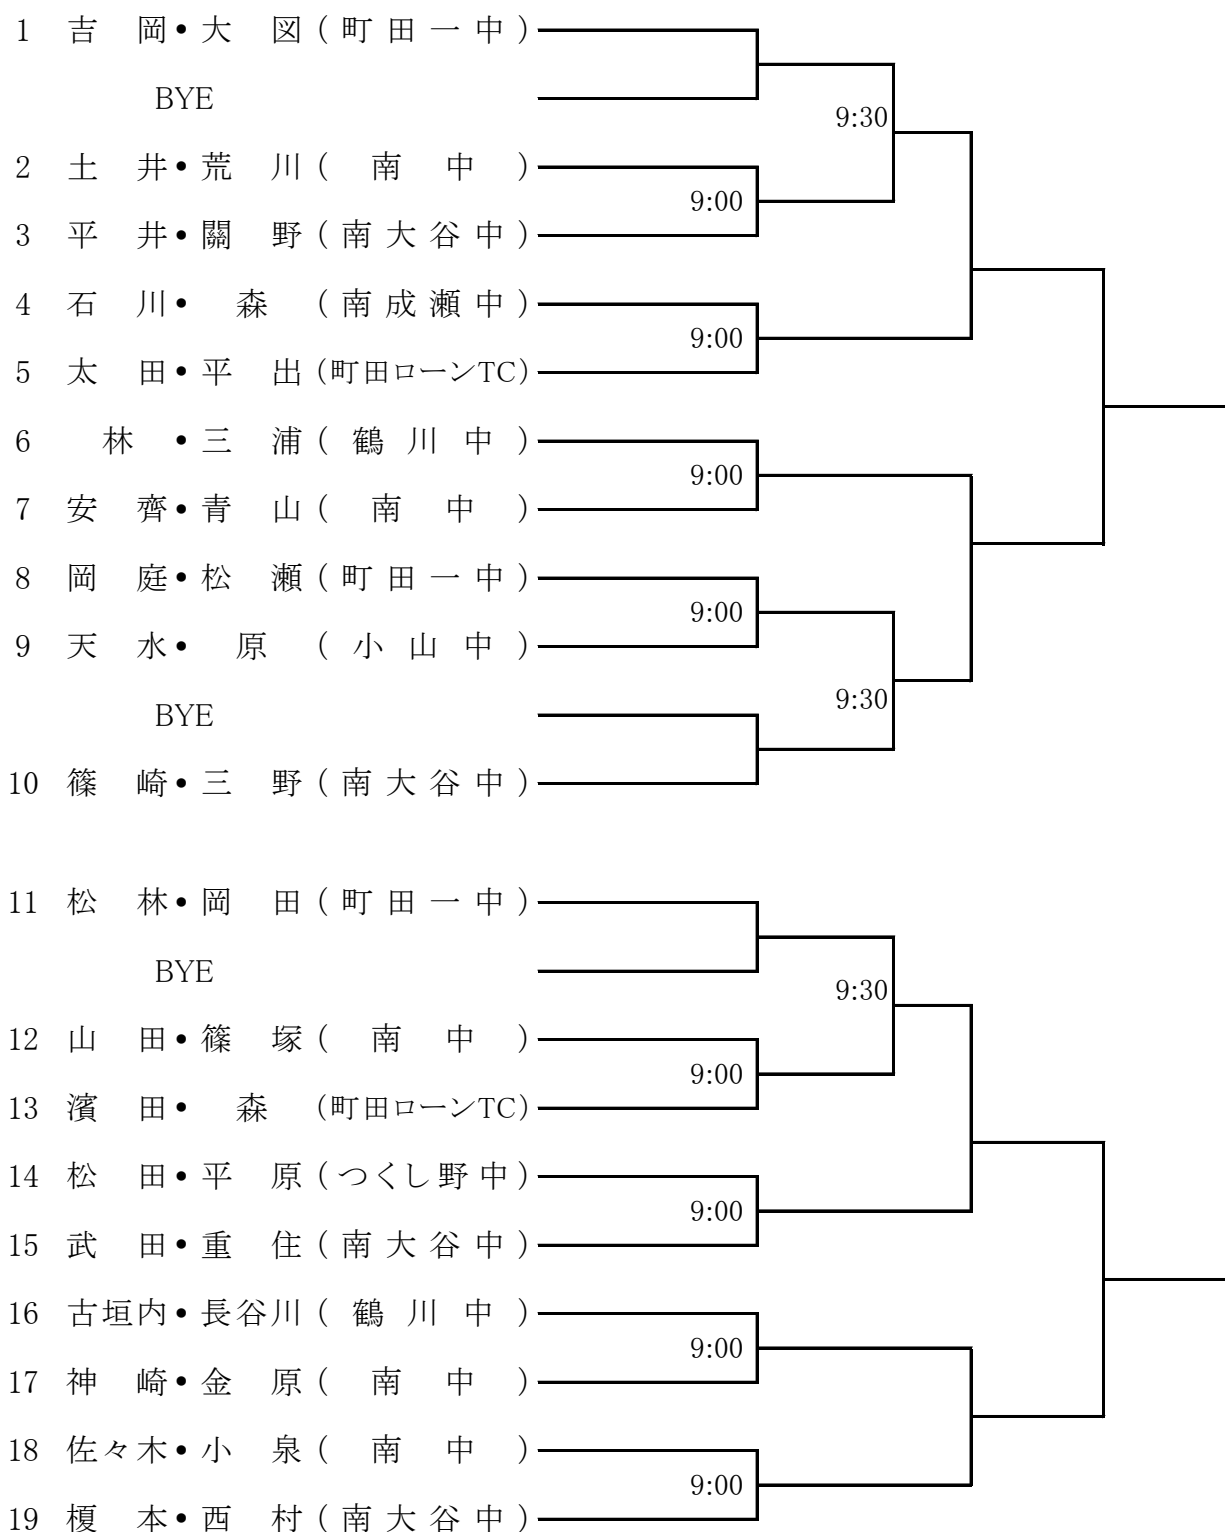 1 吉 岡・大 図 ( 町 田 一 中 )
BYE
9:30
2 土 井・荒 川 ( 南 中 )
9:00
3 平 井・關 野 ( 南 大 谷 中 )
4 石 川・ 森 ( 南 成 瀬 中 )
9:00
5 太 田・平 出 (町田ローンTC)
6 林 ・三 浦 ( 鶴 川 中 )
9:00
7 安 齊・青 山 ( 南 中 )
8 岡 庭・松 瀬 ( 町 田 一 中 )
9:00
9 天 水・ 原 ( 小 山 中 )
9:30
BYE
10 篠 崎・三 野 ( 南 大 谷 中 )
11 松 林・岡 田 ( 町 田 一 中 )
BYE
9:30
12 山 田・篠 塚 ( 南 中 )
9:00
13 濱 田・ 森 (町田ローンTC)
14 松 田・平 原 ( つくし 野 中 )
9:00
15 武 田・重 住 ( 南 大 谷 中 )
16 古垣内・長谷川 ( 鶴 川 中 )
9:00
17 神 崎・金 原 ( 南 中 )
18 佐々木・小 泉 ( 南 中 )
9:00
19 榎 本・西 村 ( 南 大 谷 中 )